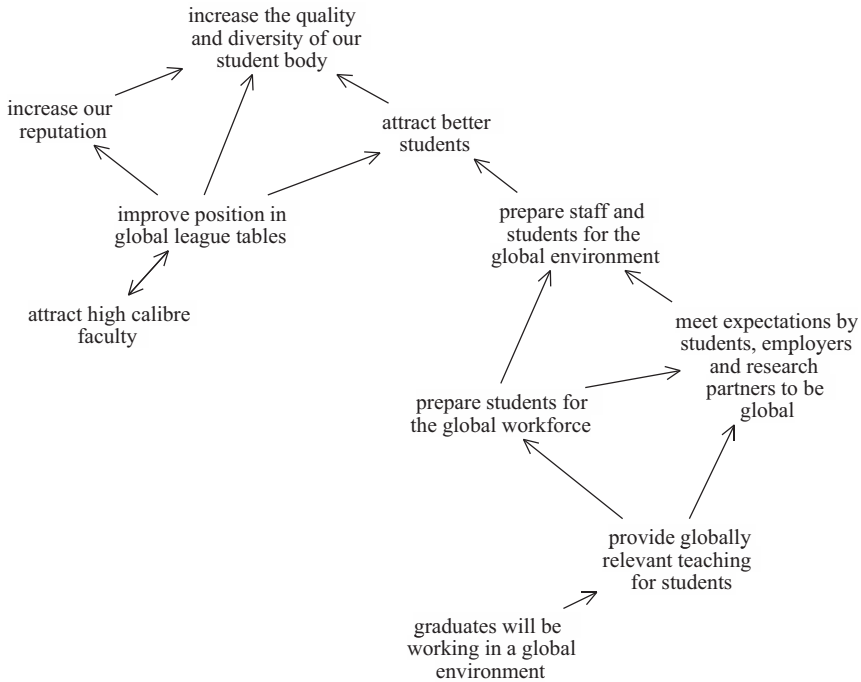 increase the quality
and diversity of our
student body
increase our
reputation
attract better
students
improve position in
global league tables
prepare staff and
students for the
global environment
attract high calibre
faculty
meet expectations by
students, employers
and research
partners to be
global
prepare students for
the global workforce
provide globally
relevant teaching
for students
graduates will be
working in a global
environment